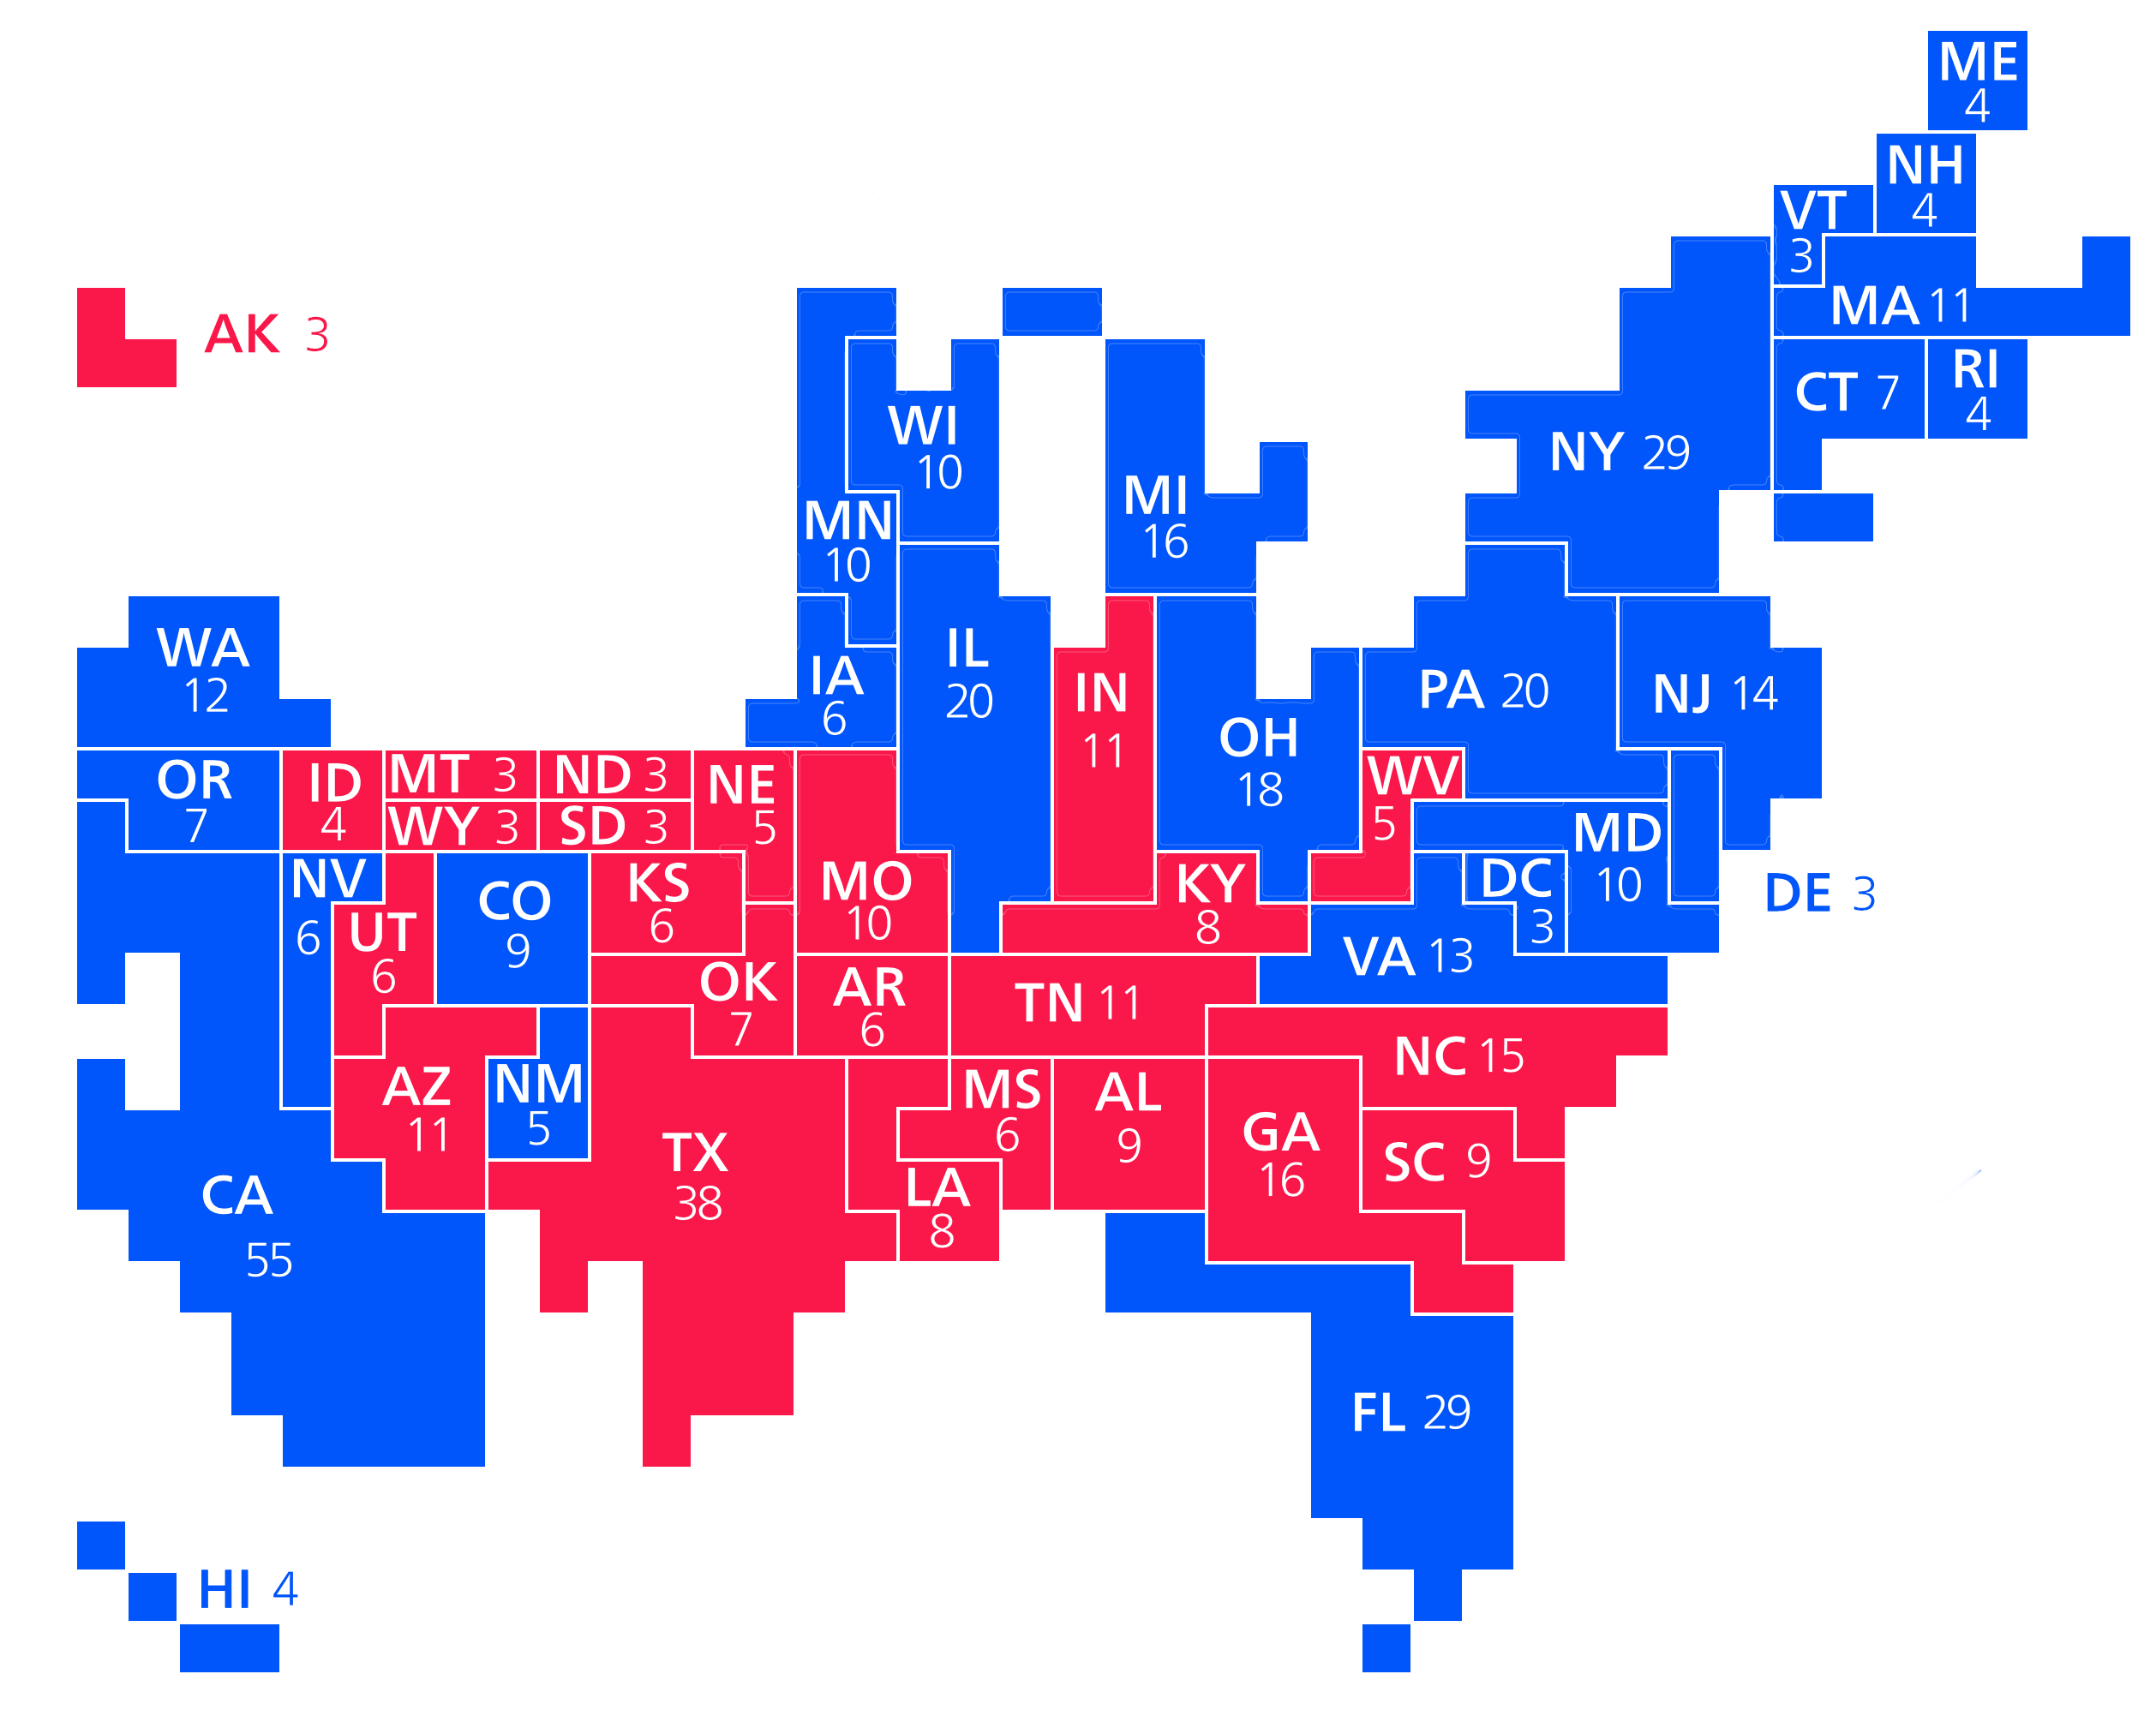 ME
4
NH
4
VT
3
MA 11
AK 3
CT 7
RI
4
WI
10
NY 29
MI
16
MN
10
WA
12
IL
20
IA
6
IN
11
PA 20
NJ 14
OH
18
OR
7
ID
4
MT 3
ND 3
NE
5
WV
5
WY 3
SD 3
MD
10
DE 3
NV
6
UT
6
CO
9
KS
6
MO
10
KY
8
DC
3
VA 13
OK
7
AR
6
TN 11
NC 15
AZ
11
NM
5
TX
38
MS
6
AL
9
GA
16
SC 9
LA
8
CA
55
FL 29
HI 4